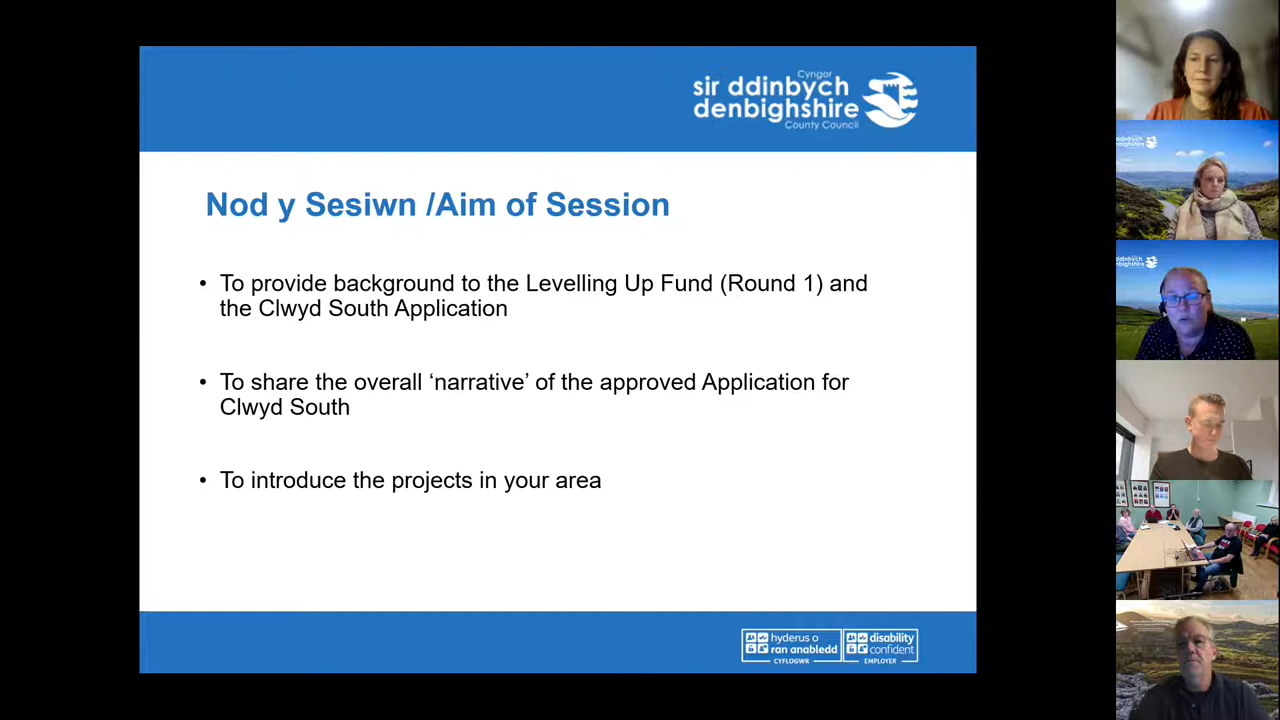 Cyngor
sir ddinbych
denbighshire
County Council
Nod y Sesiwn /Aim of Session
• To provide background to the Levelling Up Fund (Round 1) and
the Clwyd South Application
• To share the overall ‘narrative’ of the approved Application for
Clwyd South
• To introduce the projects in your area
hyderus o
ran anabledd
CYFLOGWR
disability
confident
EMPLOYER